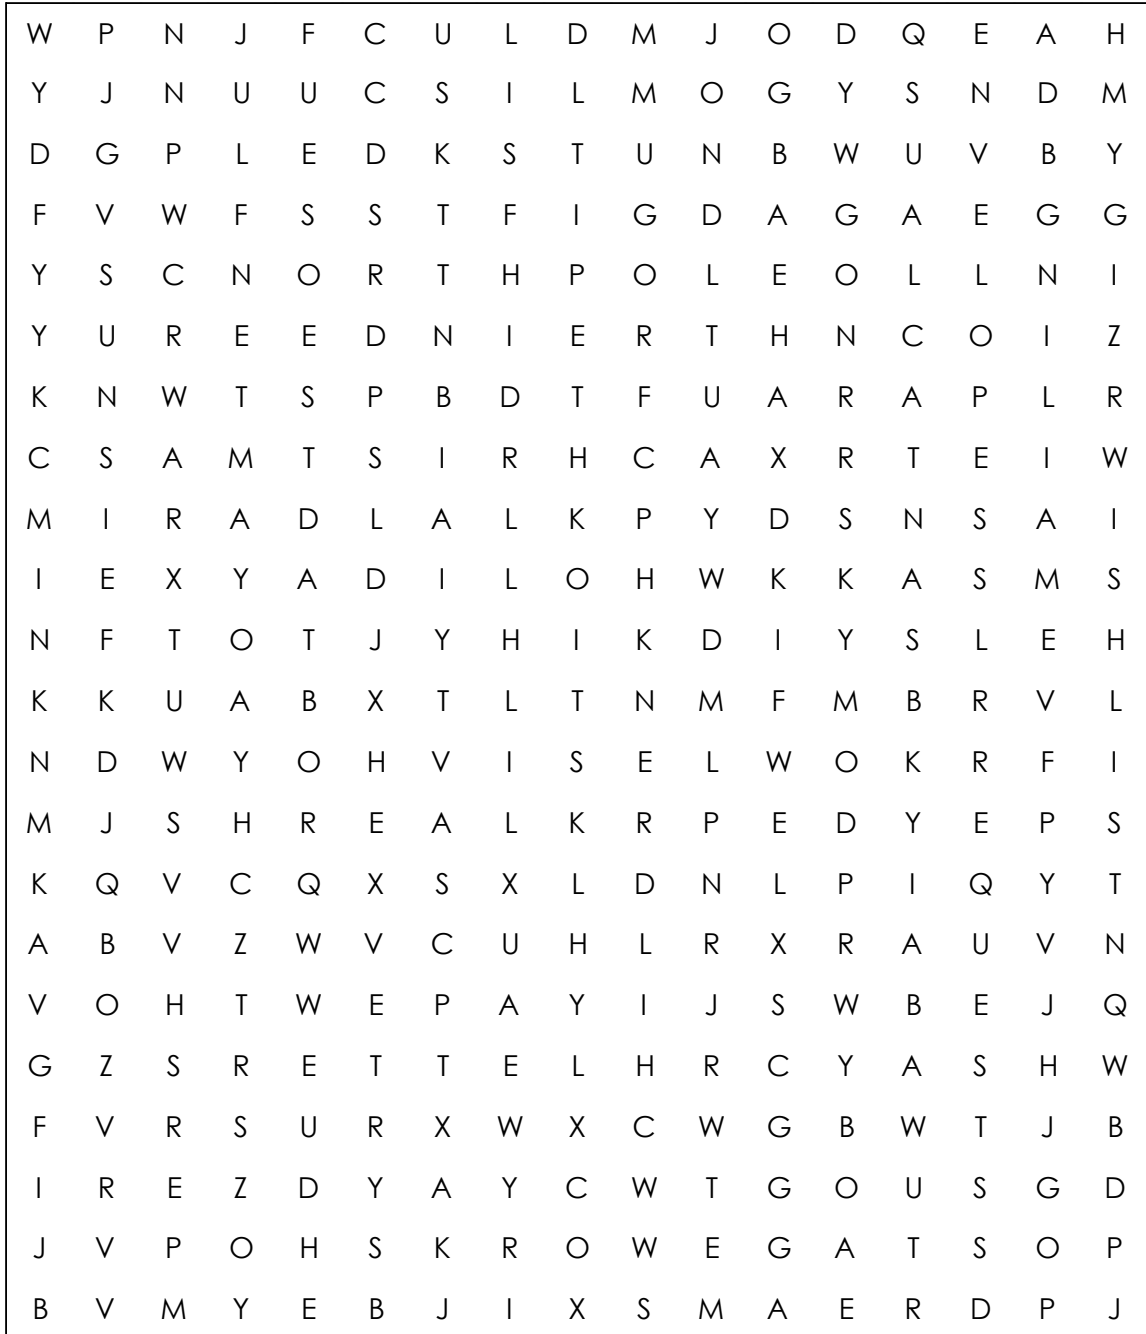 W P N J F C U L D M J O D Q E A H
Y J N U U C S I L M O G Y S N D M
D G P L E D K S T U N B W U V B Y
F V W F S S T F I G D A G A E G G
Y S C N O R T H P O L E O L L N I
Y U R E E D N I E R T H N C O I Z
K N W T S P B D T F U A R A P L R
C S A M T S I R H C A X R T E I W
M I R A D L A L K P Y D S N S A I
I E X Y A D I L O H W K K A S M S
N F T O T J Y H I K D I Y S L E H
K K U A B X T L T N M F M B R V L
N D W Y O H V I S E L W O K R F I
M J S H R E A L K R P E D Y E P S
K Q V C Q X S X L D N L P I Q Y T
A B V Z W V C U H L R X R A U V N
V O H T W E P A Y I J S W B E J Q
G Z S R E T T E L H R C Y A S H W
F V R S U R X W X C W G B W T J B
I R E Z D Y A Y C W T G O U S G D
J V P O H S K R O W E G A T S O P
B V M Y E B J I X S M A E R D P J